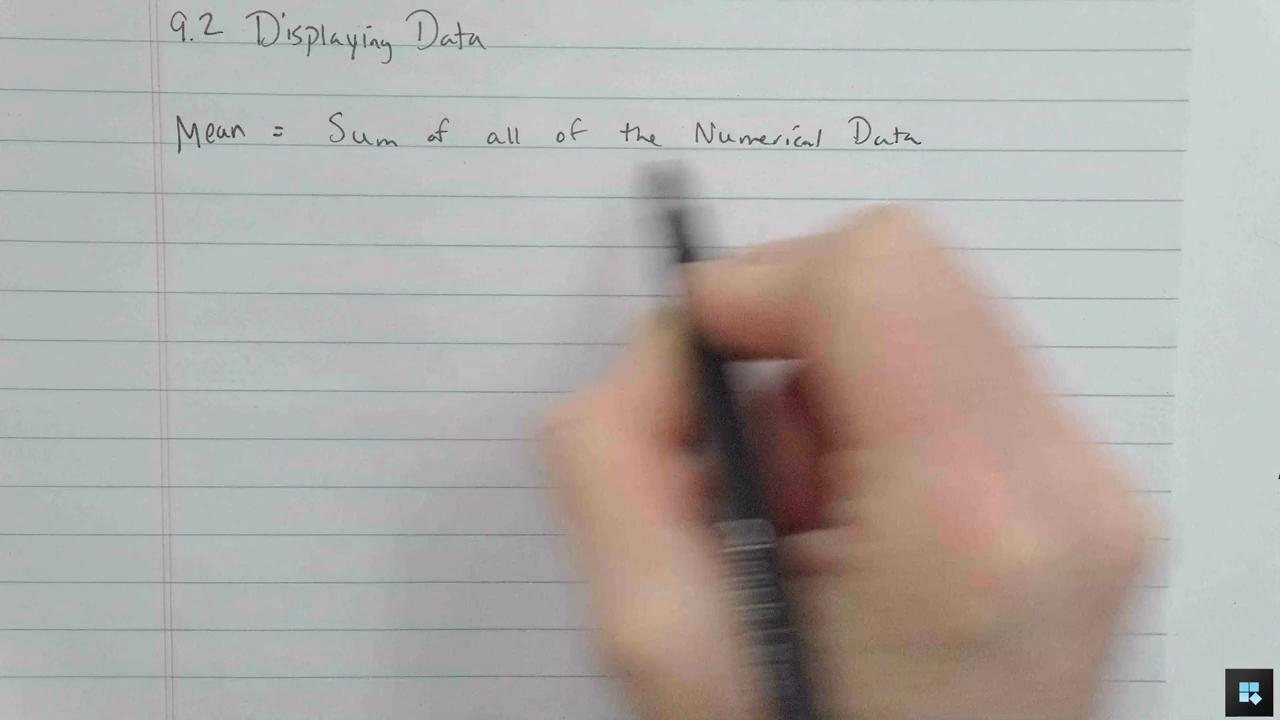 9.2 Displaying Data
Mean = Sum of all of the Numerical Data